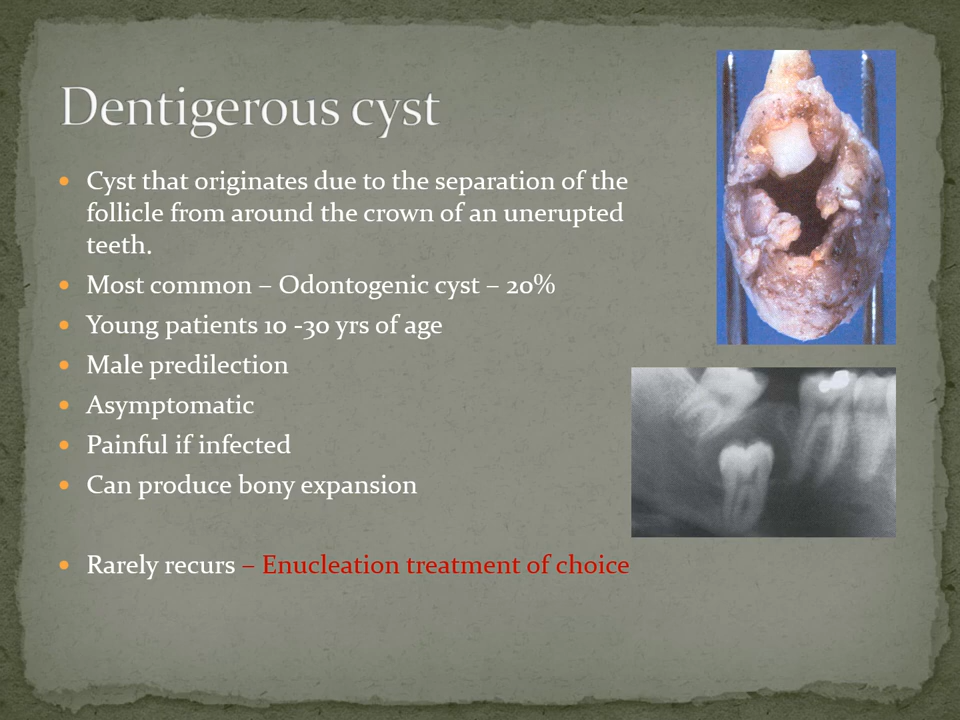 Dentigerous cyst
Cyst that originates due to the separation of the
follicle from around the crown of an unerupted
teeth.
Most common – Odontogenic cyst – 20%
Young patients 10 -30 yrs of age
Male predilection
Asymptomatic
Painful if infected
Can produce bony expansion
Rarely recurs – Enucleation treatment of choice